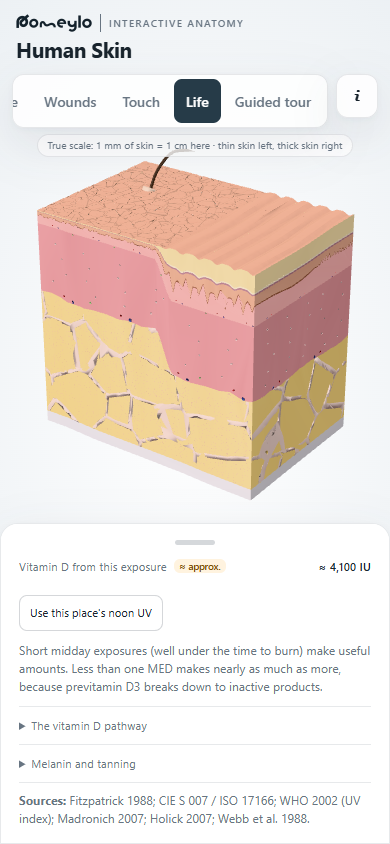 Domeylo
INTERACTIVE ANATOMY
Human Skin
e Wounds Touch Life Guided tour i
True scale: 1 mm of skin = 1 cm here · thin skin left, thick skin right
Vitamin D from this exposure ≈ approx. ≈ 4,100 IU
Use this place's noon UV
Short midday exposures (well under the time to burn) make useful
amounts. Less than one MED makes nearly as much as more,
because previtamin D3 breaks down to inactive products.
▶ The vitamin D pathway
▶ Melanin and tanning
Sources: Fitzpatrick 1988; CIE S 007 / ISO 17166; WHO 2002 (UV
index); Madronich 2007; Holick 2007; Webb et al. 1988.